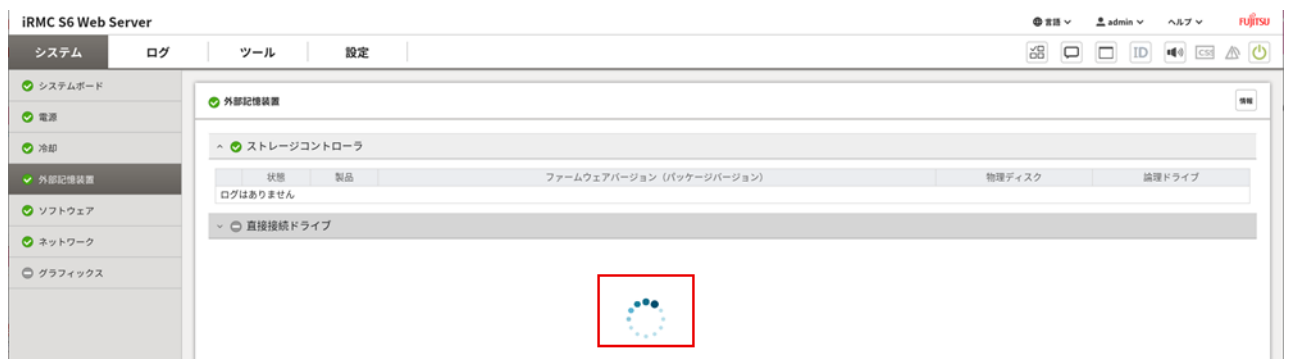 iRMC S6 Web Server
言語 admin ヘルプ FUJITSU
システム ログ ツール 設定
ID CSS
システムボード
電源
冷却
外部記憶装置
ソフトウェア
ネットワーク
グラフィックス
外部記憶装置 情報
ストレージコントローラ
状態 製品 ファームウェアバージョン（パッケージバージョン） 物理ディスク 論理ドライブ
ログはありません
直接接続ドライブ